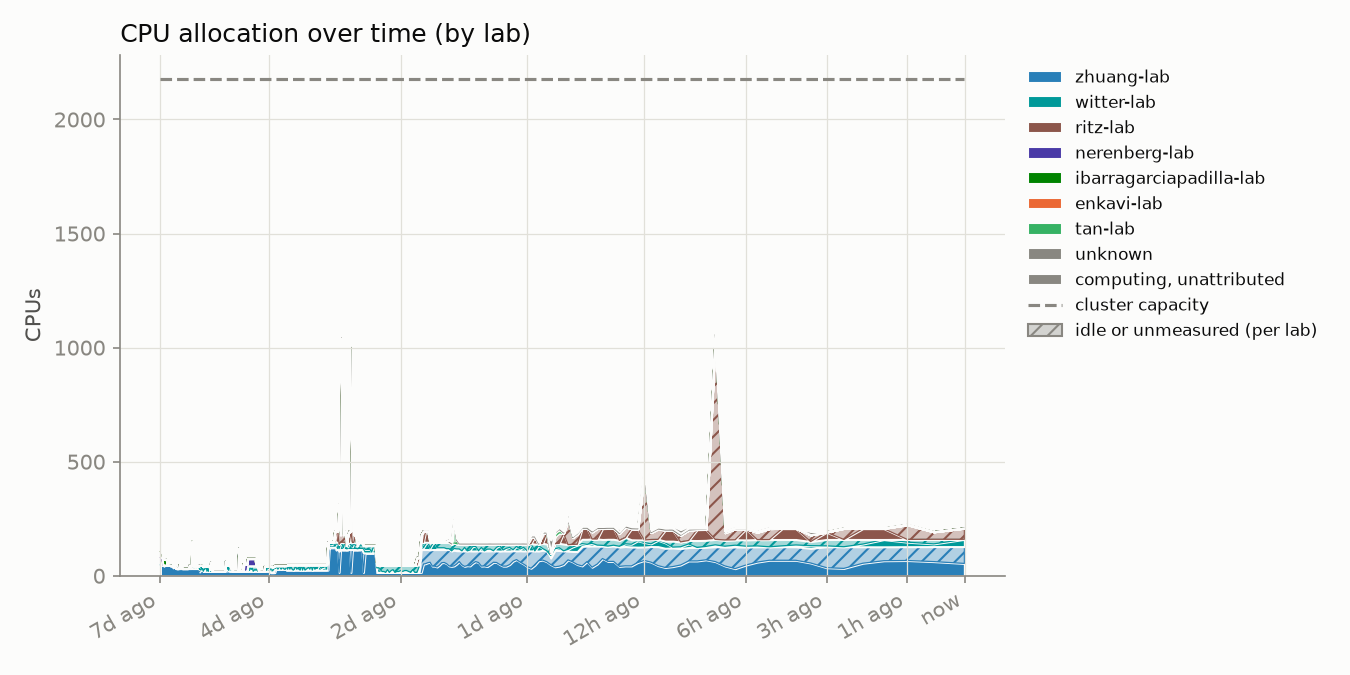 CPU allocation over time (by lab)
CPUs
2000
1500
1000
500
0
7d ago
4d ago
2d ago
1d ago
12h ago
6h ago
3h ago
1h ago
now
zhuang-lab
witter-lab
ritz-lab
nerenberg-lab
ibarragarciapadilla-lab
enkavi-lab
tan-lab
unknown
computing, unattributed
cluster capacity
idle or unmeasured (per lab)